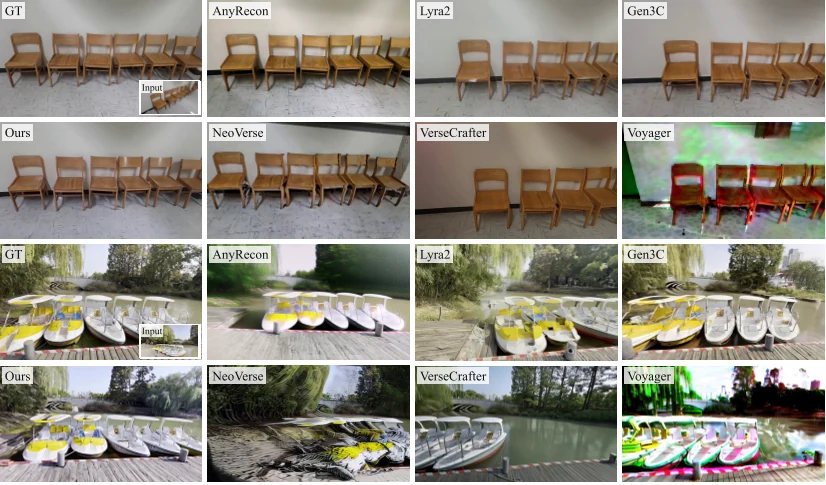 GT
AnyRecon
Lyra2
Gen3C
Input
Ours
NeoVerse
VerseCrafter
Voyager
GT
AnyRecon
Lyra2
Gen3C
Input
Ours
NeoVerse
VerseCrafter
Voyager